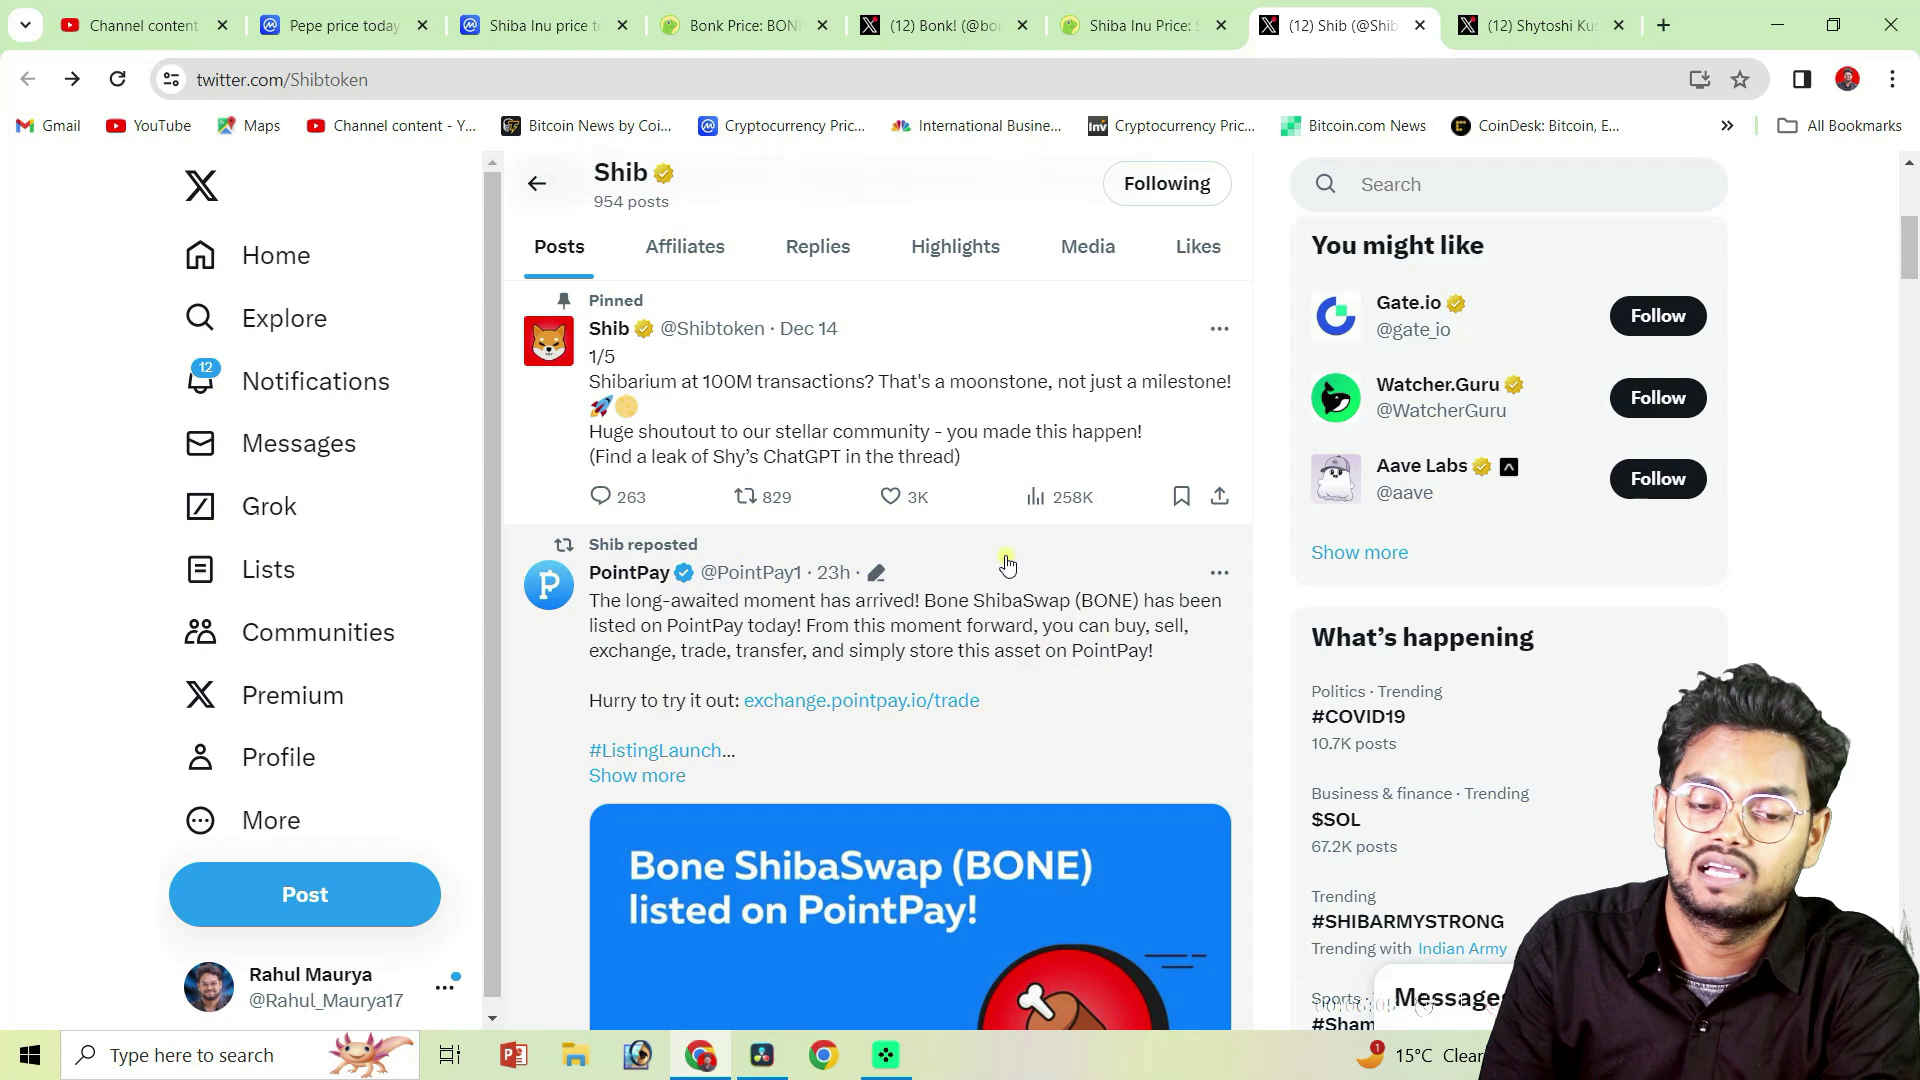 Channel content
Pepe price today
Shiba Inu price to
Bonk Price: BON
(12) Bonk! (@bon
Shiba Inu Price: S
(12) Shib (@Shib
(12) Shytoshi Kus
twitter.com/Shibtoken
Gmail
YouTube
Maps
Channel content - Y...
Bitcoin News by Coi...
Cryptocurrency Pric...
International Busine...
Inv
Cryptocurrency Pric...
Bitcoin.com News
CoinDesk: Bitcoin, E...
All Bookmarks
Home
Explore
12
Notifications
Messages
Grok
Lists
Communities
Premium
Profile
More
Post
Rahul Maurya
@Rahul_Maurya17
Shib
954 posts
Following
Posts
Affiliates
Replies
Highlights
Media
Likes
Pinned
Shib @Shibtoken · Dec 14
1/5
Shibarium at 100M transactions? That's a moonstone, not just a milestone!
🚀🌕
Huge shoutout to our stellar community - you made this happen!
(Find a leak of Shy’s ChatGPT in the thread)
263
829
3K
258K
Shib reposted
PointPay @PointPay1 · 23h ·
The long-awaited moment has arrived! Bone ShibaSwap (BONE) has been
listed on PointPay today! From this moment forward, you can buy, sell,
exchange, trade, transfer, and simply store this asset on PointPay!
Hurry to try it out: exchange.pointpay.io/trade
#ListingLaunch...
Show more
Bone ShibaSwap (BONE)
listed on PointPay!
Search
You might like
Gate.io
@gate_io
Follow
Watcher.Guru
@WatcherGuru
Follow
Aave Labs
@aave
Follow
Show more
What’s happening
Politics · Trending
#COVID19
10.7K posts
Business & finance · Trending
$SOL
67.2K posts
Trending
#SHIBARMYSTRONG
Trending with Indian Army
Sports ·
#Sham
Messages
Type here to search
1
15°C Clear